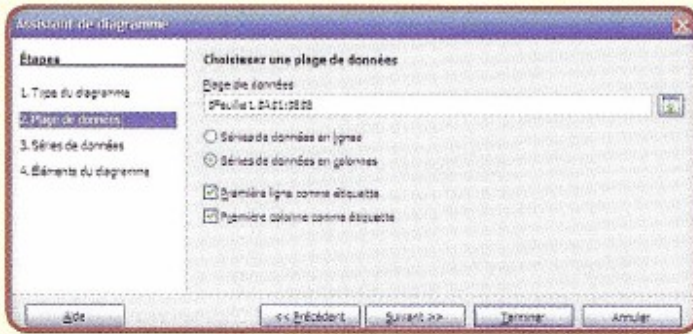 Assistant de diagramme
Étapes
1. Type du diagramme
2. Plage de données
3. Séries de données
4. Éléments du diagramme
Choisissez une plage de données
Plage de données
Séries de données en lignes
Séries de données en colonnes
Première ligne comme étiquette
Première colonne comme étiquette
Aide
<< Précédent
Suivant >>
Terminer
Annuler